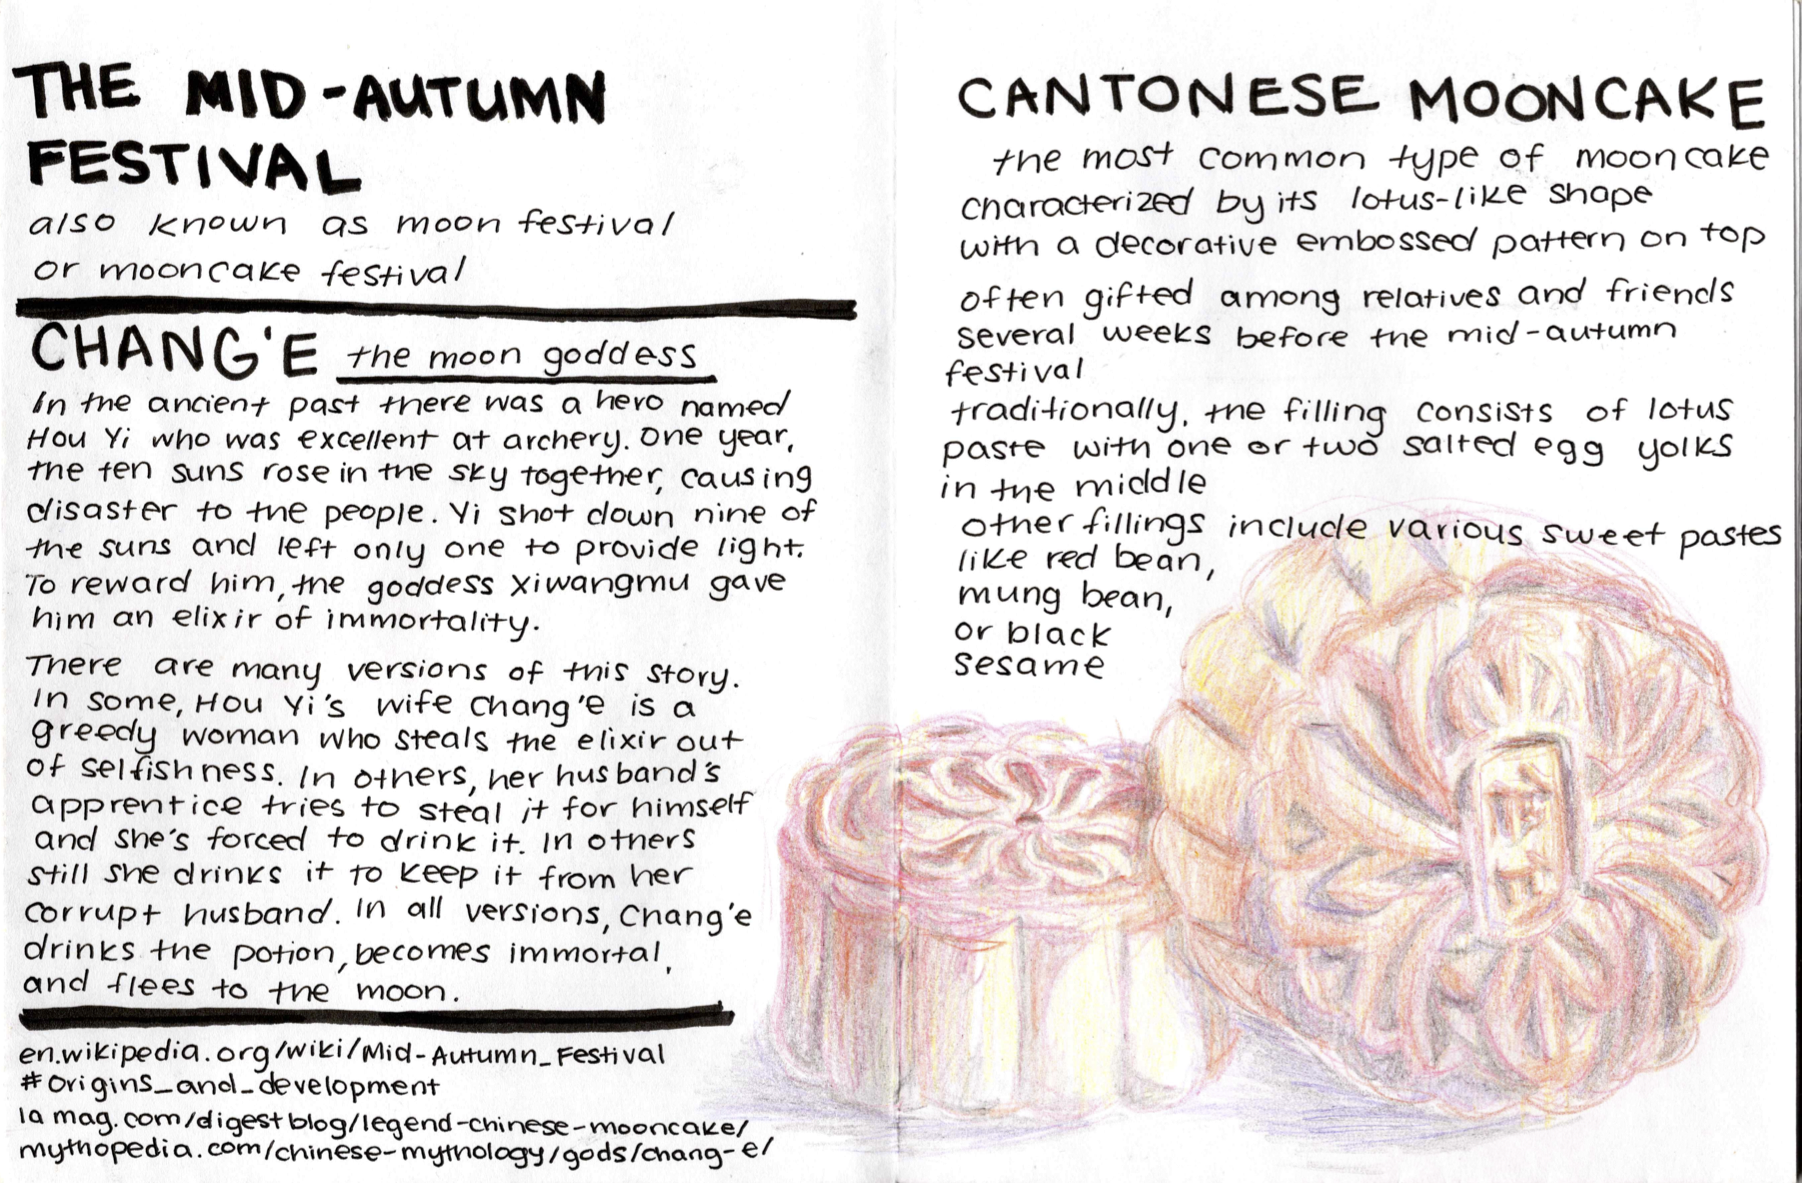 THE MID-AUTUMN
FESTIVAL
also known as moon festival
or mooncake festival
CHANG'E the moon goddess
In the ancient past there was a hero named
Hou Yi who was excellent at archery. One year,
the ten suns rose in the sky together, causing
disaster to the people. Yi shot down nine of
the suns and left only one to provide light.
To reward him, the goddess Xiwangmu gave
him an elixir of immortality.
There are many versions of this story.
In some, Hou Yi's wife Chang'e is a
greedy woman who steals the elixir out
of selfishness. In others, her husband's
apprentice tries to steal it for himself
and she's forced to drink it. In others
still she drinks it to keep it from her
corrupt husband. In all versions, Chang'e
drinks the potion, becomes immortal,
and flees to the moon.
en.wikipedia.org/wiki/Mid-Autumn_Festival
#Origins_and_development
lamag.com/digestblog/legend-chinese-mooncake/
mythopedia.com/chinese-mythology/gods/chang-e/
CANTONESE MOONCAKE
the most common type of mooncake
characterized by its lotus-like shape
with a decorative embossed pattern on top
often gifted among relatives and friends
several weeks before the mid-autumn
festival
traditionally, the filling consists of lotus
paste with one or two salted egg yolks
in the middle
other fillings include various sweet pastes
like red bean,
mung bean,
or black
sesame